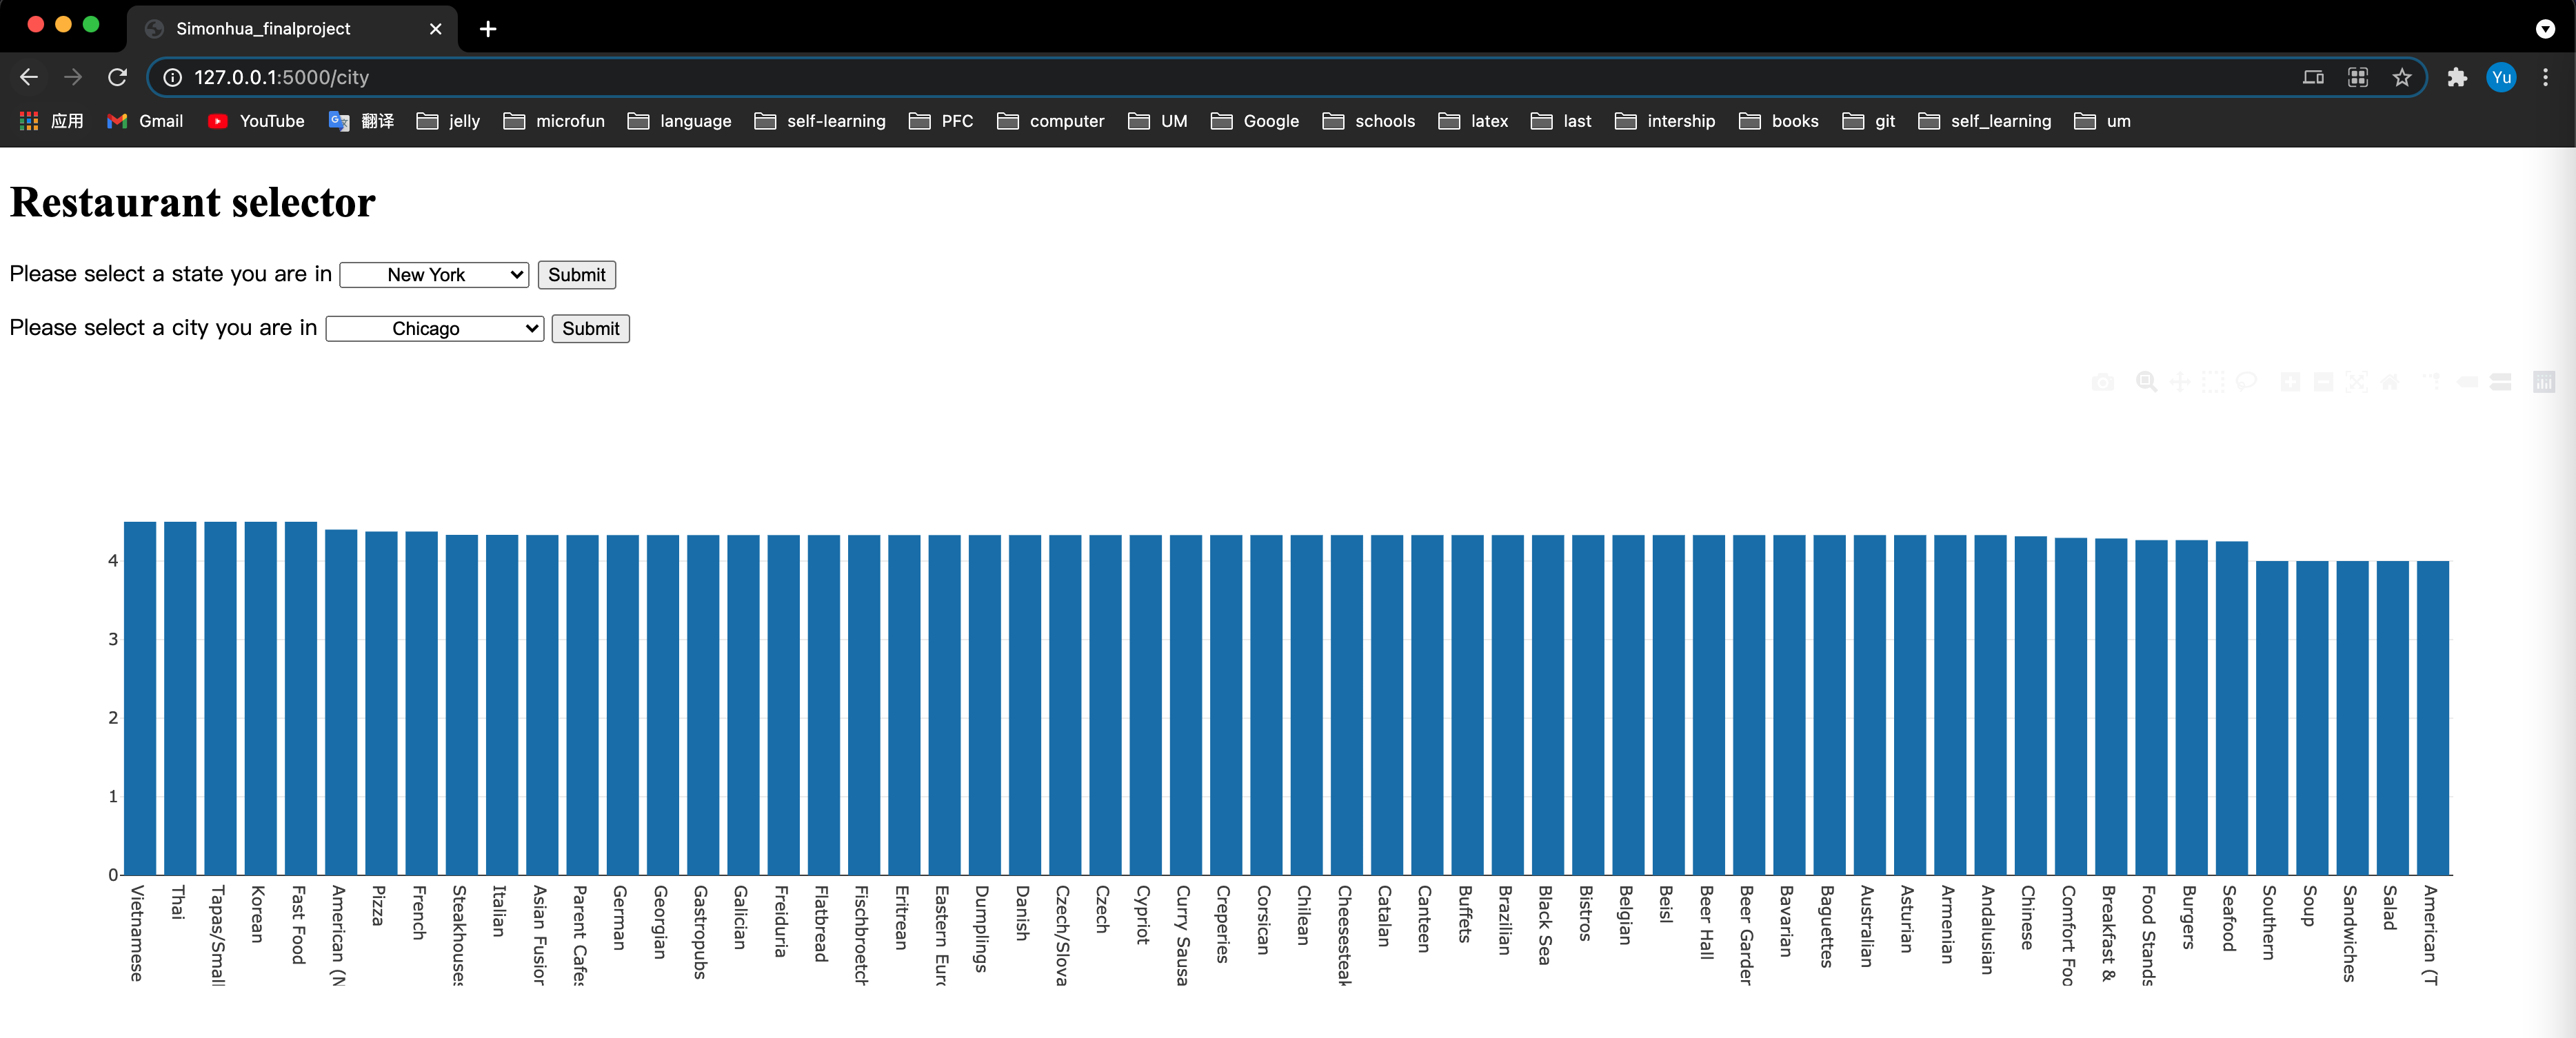 Simonhua_finalproject
127.0.0.1:5000/city
Yu
应用 Gmail YouTube 翻译 jelly microfun language self-learning PFC computer UM Google schools latex last intership books git self_learning um
Restaurant selector
Please select a state you are in New York Submit
Please select a city you are in Chicago Submit
4
3
2
1
0
Vietnamese
Thai
Tapas/Small
Korean
Fast Food
American (N
Pizza
French
Steakhouses
Italian
Asian Fusion
Parent Cafes
German
Georgian
Gastropubs
Galician
Freiduria
Flatbread
Fischbroetch
Eritrean
Eastern Euro
Dumplings
Danish
Czech/Slova
Czech
Cypriot
Curry Sausa
Creperies
Corsican
Chilean
Cheesesteak
Catalan
Canteen
Buffets
Brazilian
Black Sea
Bistros
Belgian
Beisl
Beer Hall
Beer Garden
Bavarian
Baguettes
Australian
Asturian
Armenian
Andalusian
Chinese
Comfort Foo
Breakfast &
Food Stands
Burgers
Seafood
Southern
Soup
Sandwiches
Salad
American (T